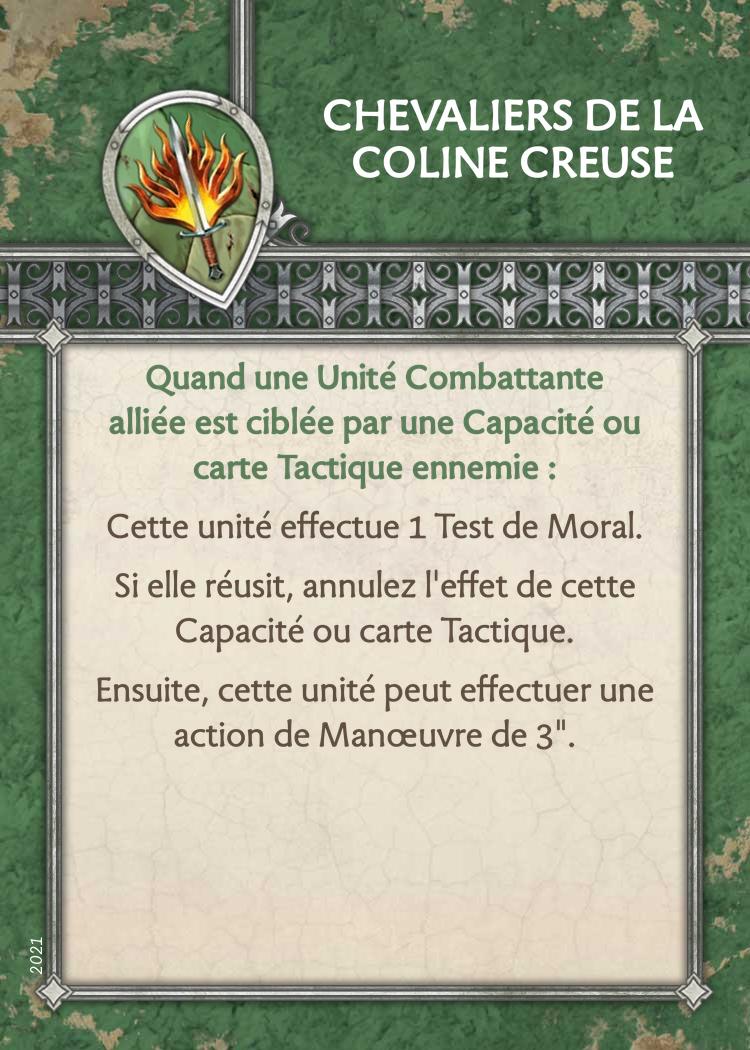 CHEVALIERS DE LA
COLINE CREUSE
Quand une Unité Combattante
alliée est ciblée par une Capacité ou
carte Tactique ennemie :
Cette unité effectue 1 Test de Moral.
Si elle réusit, annulez l'effet de cette
Capacité ou carte Tactique.
Ensuite, cette unité peut effectuer une
action de Manœuvre de 3".
2021